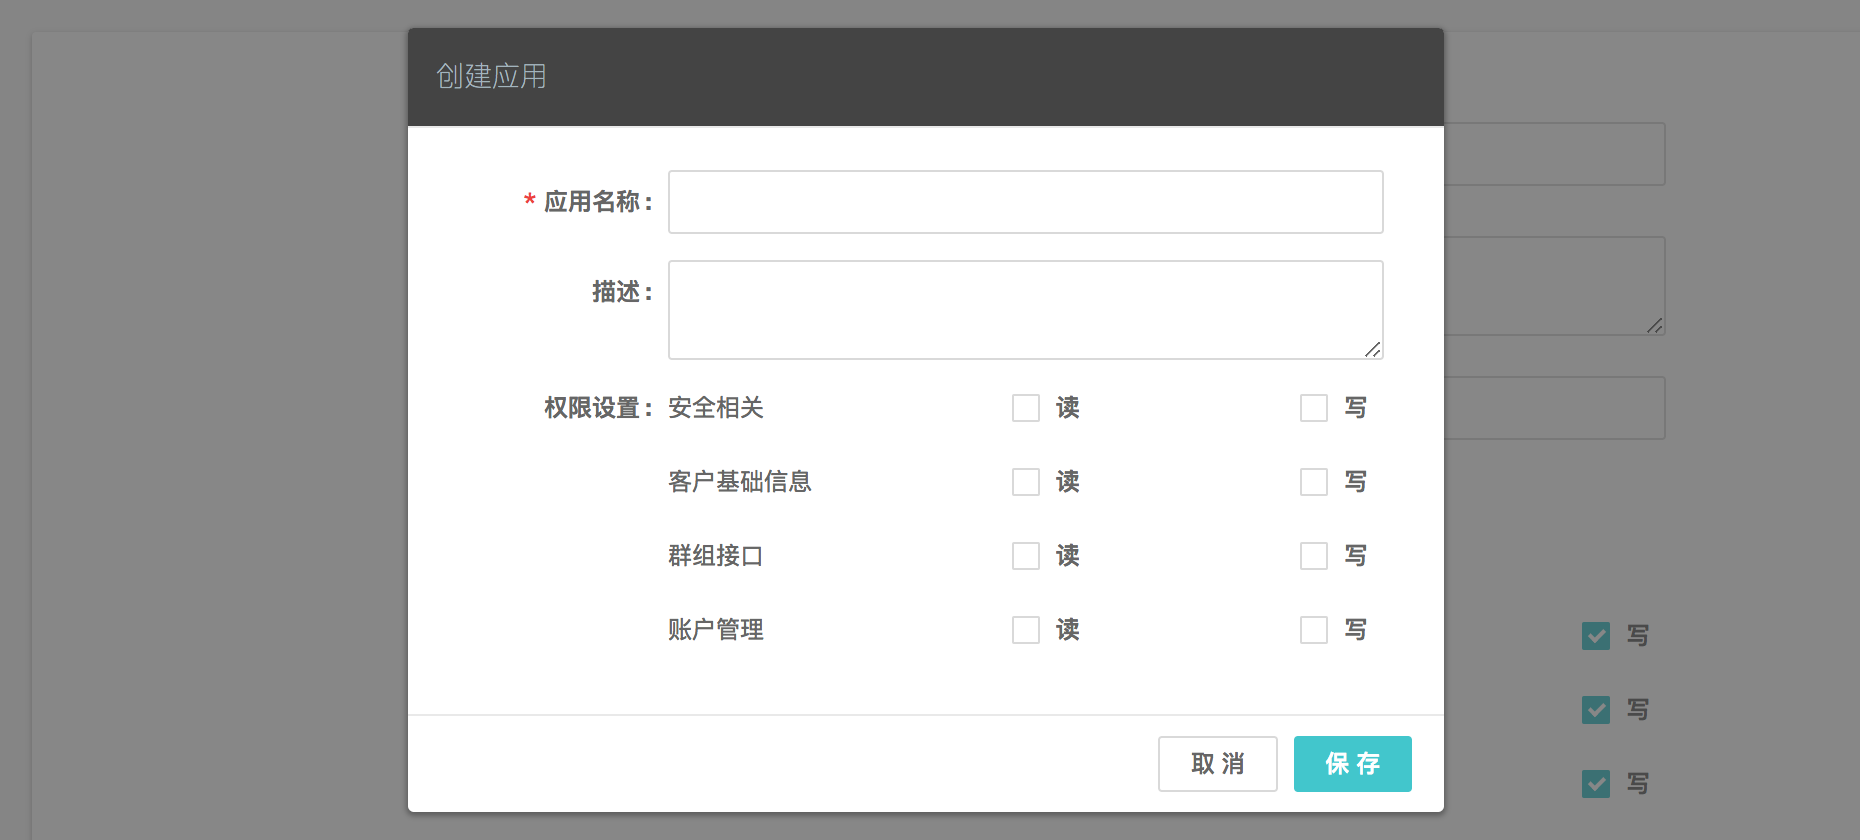 创建应用
* 应用名称 :
描述 :
权限设置 : 安全相关 读 写
客户基础信息 读 写
群组接口 读 写
账户管理 读 写
写
写
写
取 消 保 存